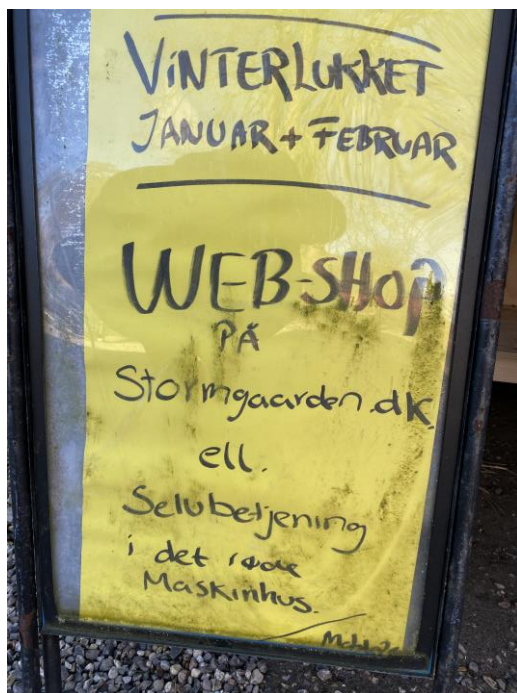 VINTERLUKKET
JANUAR + FEBRUAR
WEB-SHOP
PÅ
Stormgaarden.dk
ell.
Selvbetjening
i det røde
Maskinhus.